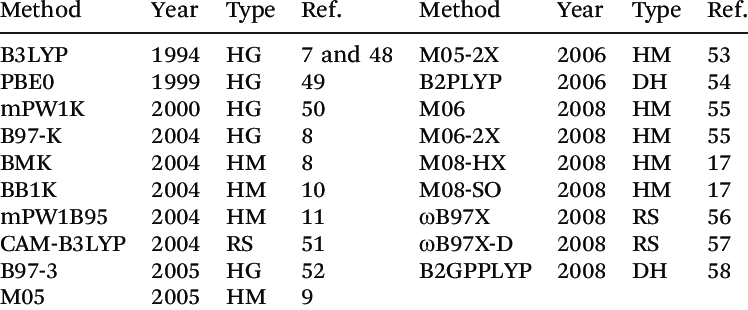 Method Year Type Ref. Method Year Type Ref.
B3LYP 1994 HG 7 and 48 M05-2X 2006 HM 53
PBE0 1999 HG 49 B2PLYP 2006 DH 54
mPW1K 2000 HG 50 M06 2008 HM 55
B97-K 2004 HG 8 M06-2X 2008 HM 55
BMK 2004 HM 8 M08-HX 2008 HM 17
BB1K 2004 HM 10 M08-SO 2008 HM 17
mPW1B95 2004 HM 11 ωB97X 2008 RS 56
CAM-B3LYP 2004 RS 51 ωB97X-D 2008 RS 57
B97-3 2005 HG 52 B2GPPLYP 2008 DH 58
M05 2005 HM 9